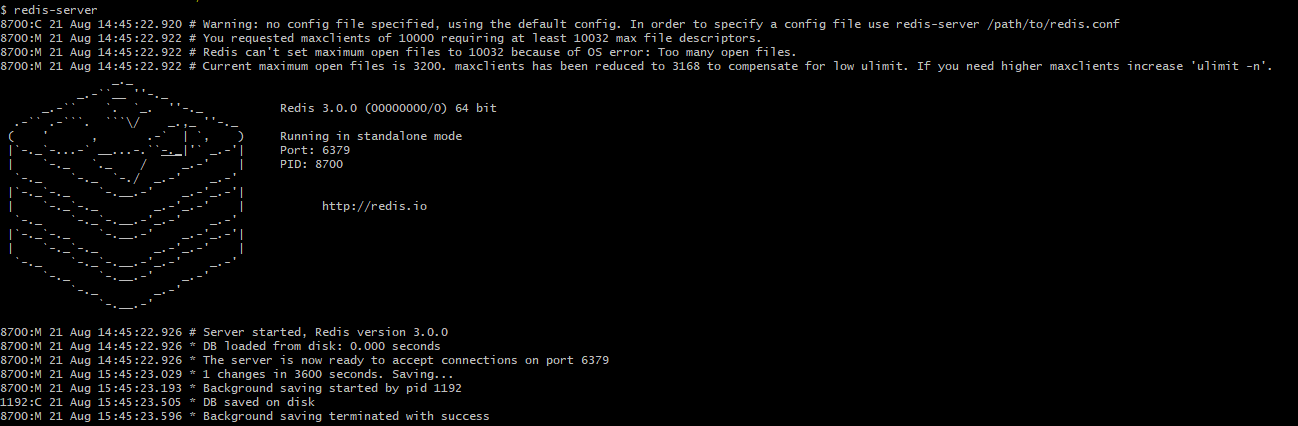 $ redis-server
8700:C 21 Aug 14:45:22.920 # Warning: no config file specified, using the default config. In order to specify a config file use redis-server /path/to/redis.conf
8700:M 21 Aug 14:45:22.922 # You requested maxclients of 10000 requiring at least 10032 max file descriptors.
8700:M 21 Aug 14:45:22.922 # Redis can't set maximum open files to 10032 because of OS error: Too many open files.
8700:M 21 Aug 14:45:22.922 # Current maximum open files is 3200. maxclients has been reduced to 3168 to compensate for low ulimit. If you need higher maxclients increase 'ulimit -n'.
Redis 3.0.0 (00000000/0) 64 bit
Running in standalone mode
Port: 6379
PID: 8700
http://redis.io
8700:M 21 Aug 14:45:22.926 # Server started, Redis version 3.0.0
8700:M 21 Aug 14:45:22.926 * DB loaded from disk: 0.000 seconds
8700:M 21 Aug 14:45:22.926 * The server is now ready to accept connections on port 6379
8700:M 21 Aug 15:45:23.029 * 1 changes in 3600 seconds. Saving...
8700:M 21 Aug 15:45:23.193 * Background saving started by pid 1192
1192:C 21 Aug 15:45:23.505 * DB saved on disk
8700:M 21 Aug 15:45:23.596 * Background saving terminated with success